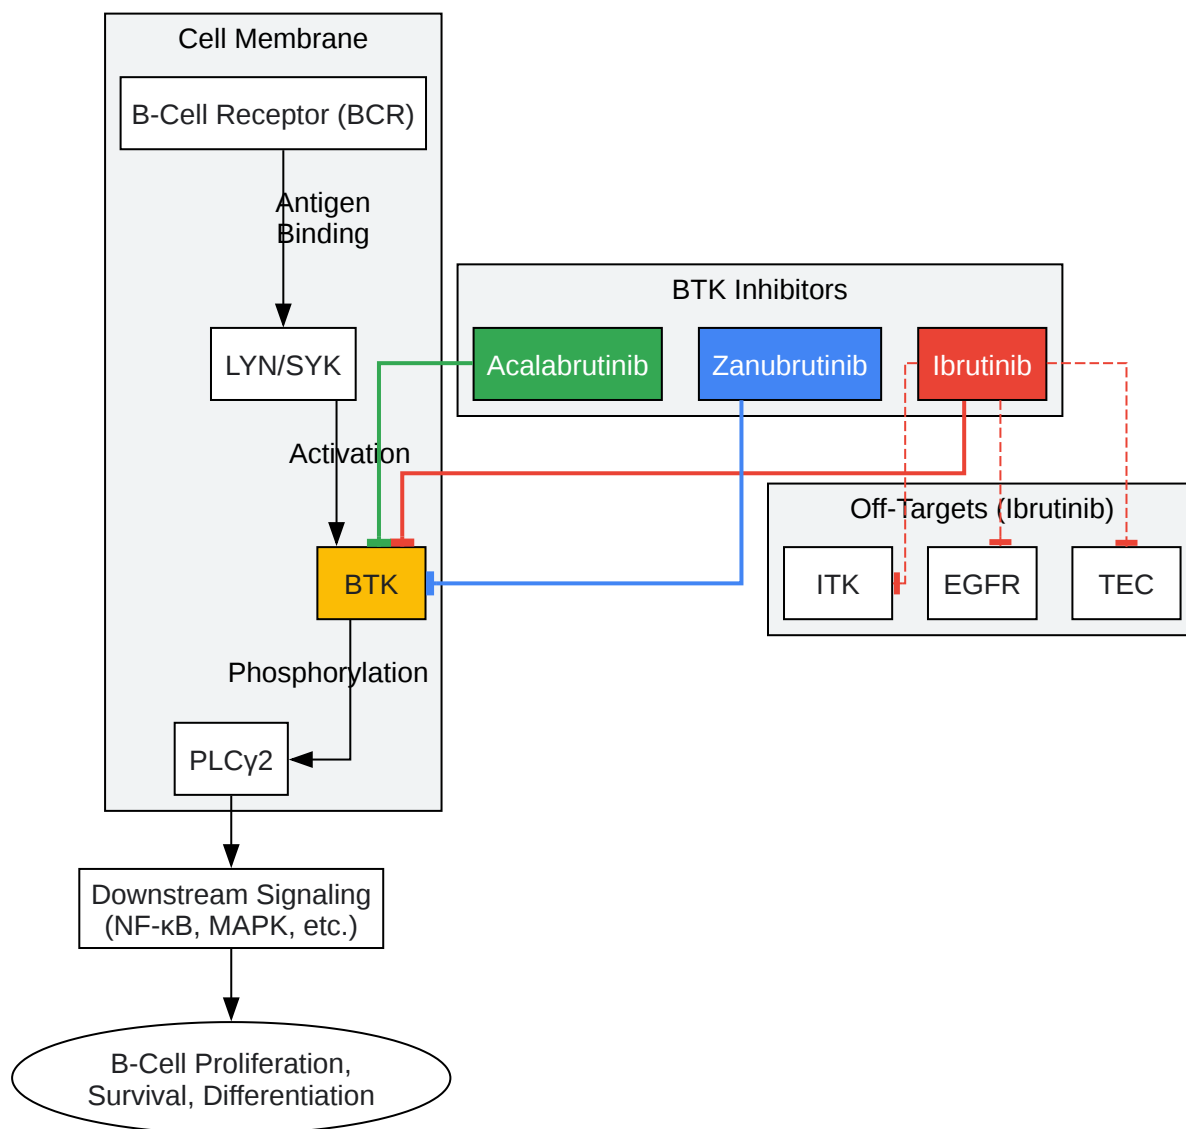 Cell Membrane
B-Cell Receptor (BCR)
Antigen
Binding
LYN/SYK
Activation
BTK
Phosphorylation
PLCγ2
Downstream Signaling
(NF-κB, MAPK, etc.)
B-Cell Proliferation,
Survival, Differentiation
BTK Inhibitors
Acalabrutinib
Zanubrutinib
Ibrutinib
Off-Targets (Ibrutinib)
ITK
EGFR
TEC